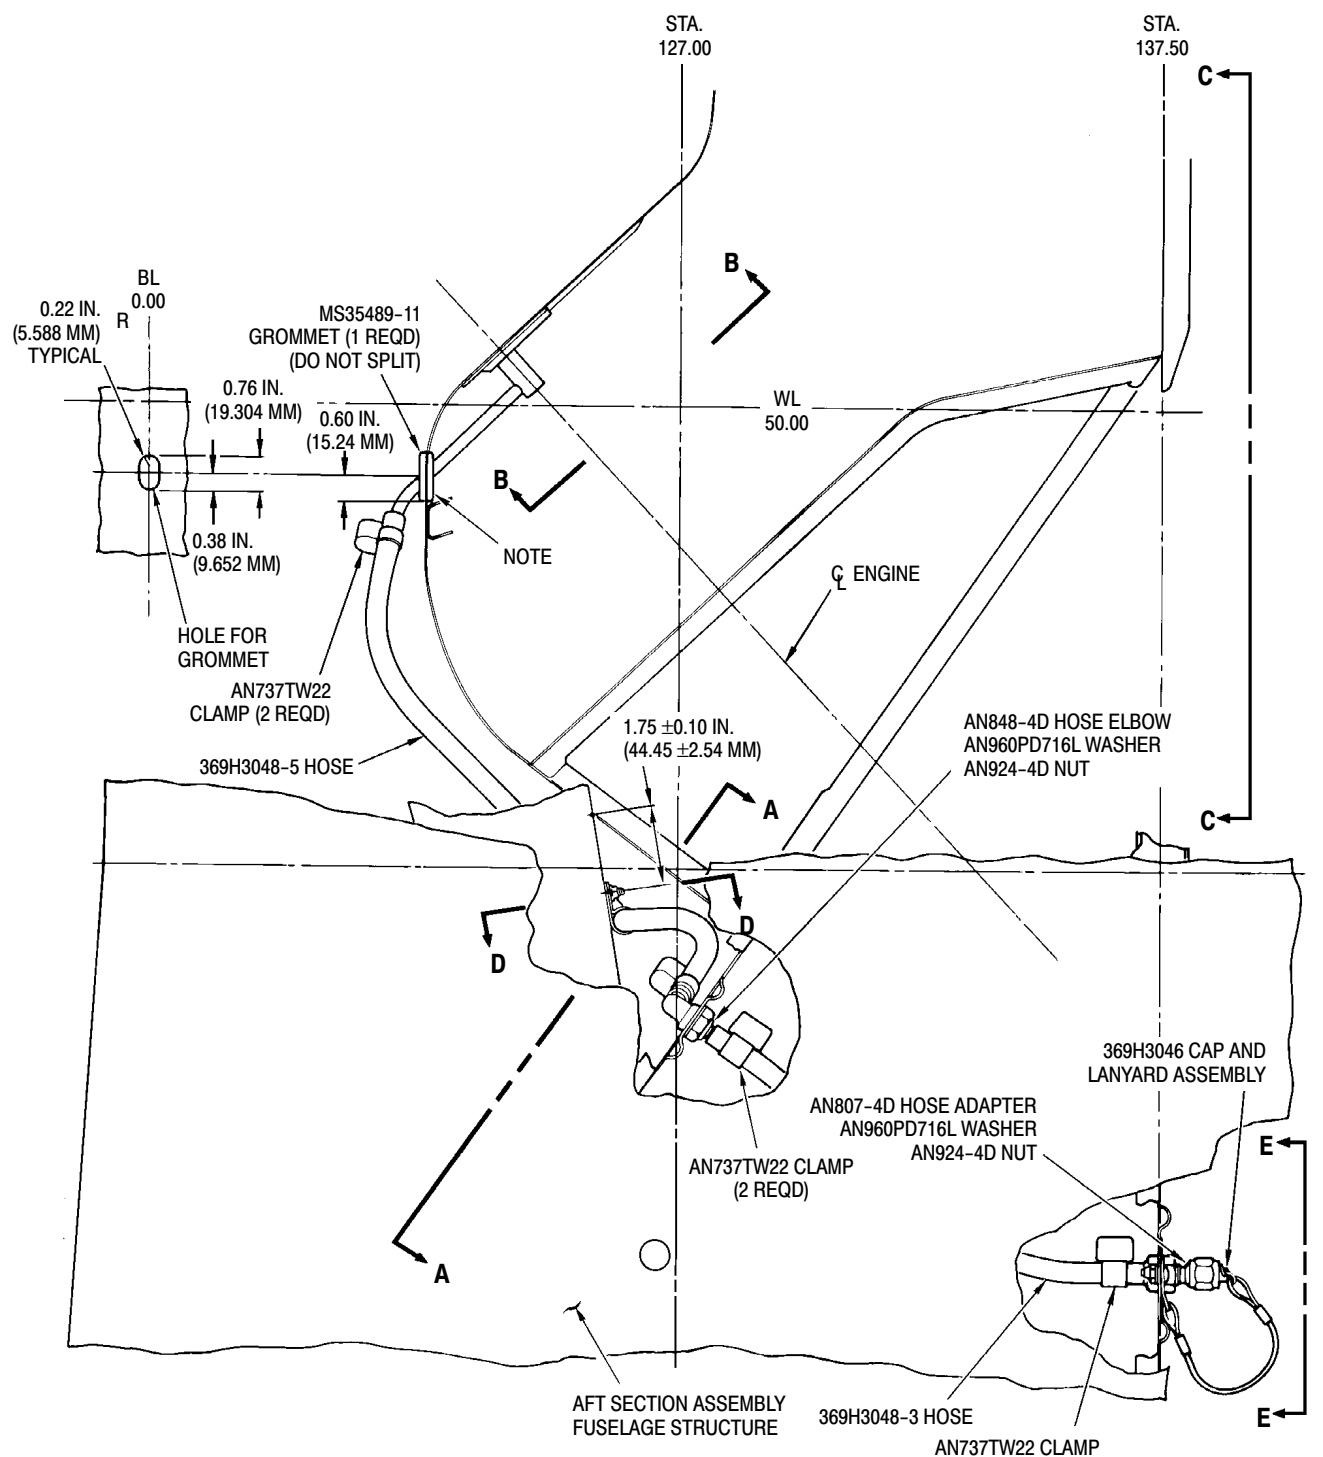 STA.
127.00
STA.
137.50
C
B
BL
0.00
0.22 IN.
(5.588 MM)
TYPICAL
R
MS35489-11
GROMMET (1 REQD)
(DO NOT SPLIT)
0.76 IN.
(19.304 MM)
0.60 IN.
(15.24 MM)
WL
50.00
B
0.38 IN.
(9.652 MM)
NOTE
CL ENGINE
HOLE FOR
GROMMET
AN737TW22
CLAMP (2 REQD)
369H3048-5 HOSE
1.75 ±0.10 IN.
(44.45 ±2.54 MM)
AN848-4D HOSE ELBOW
AN960PD716L WASHER
AN924-4D NUT
A
C
D
D
369H3046 CAP AND
LANYARD ASSEMBLY
AN807-4D HOSE ADAPTER
AN960PD716L WASHER
AN924-4D NUT
E
AN737TW22 CLAMP
(2 REQD)
A
AFT SECTION ASSEMBLY
FUSELAGE STRUCTURE
369H3048-3 HOSE
E
AN737TW22 CLAMP